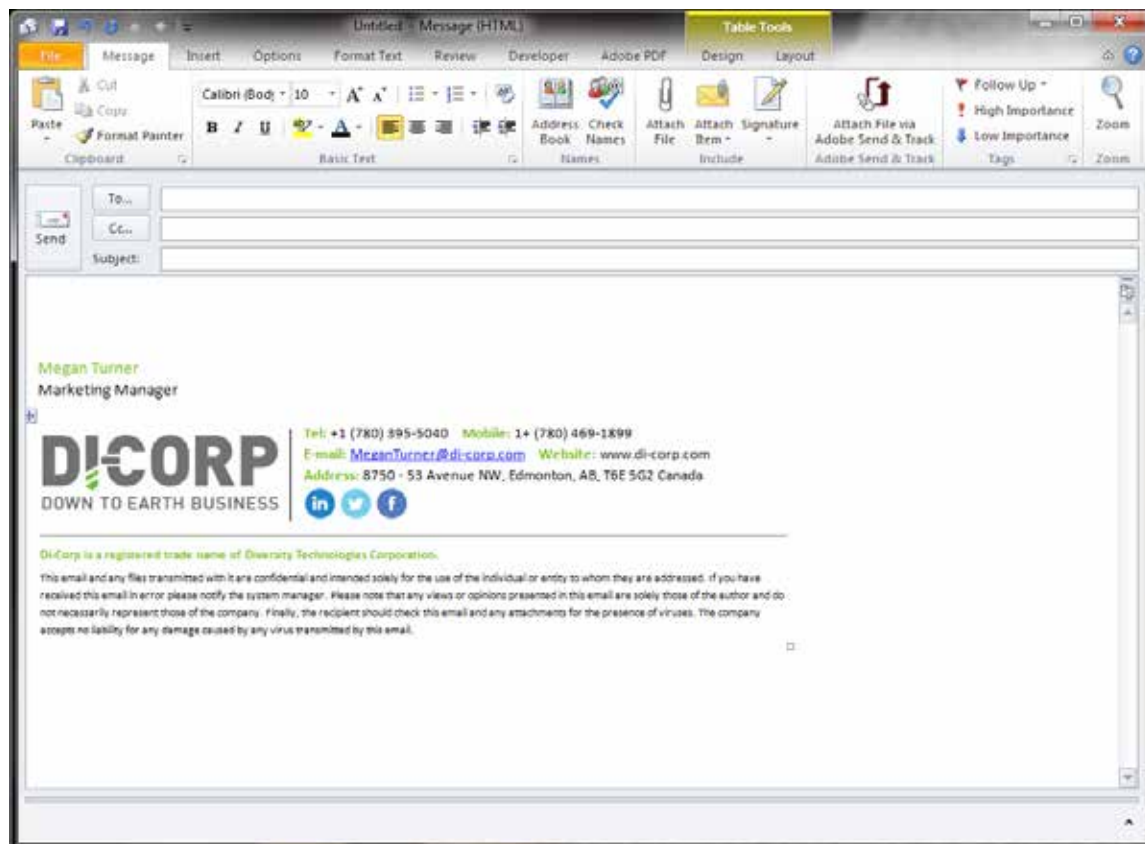 Untitled - Message (HTML)
Table Tools
File Message Insert Options Format Text Review Developer Adobe PDF Design Layout
Paste
Cut
Copy
Format Painter
Clipboard
Calibri (Body 10
B I U
Basic Text
Address Book
Check Names
Names
Attach File
Attach Item
Signature
Include
Attach File via Adobe Send & Track
Adobe Send & Track
Follow Up
High Importance
Low Importance
Tags
Zoom
Zoom
Send
To...
Cc...
Subject:
Megan Turner
Marketing Manager
DI-CORP
DOWN TO EARTH BUSINESS
Tel: +1 (780) 395-5040 Mobile: 1+ (780) 469-1899
E-mail: MeganTurner@di-corp.com Website: www.di-corp.com
Address: 8750 - 53 Avenue NW, Edmonton, AB, T6E 5G2 Canada
in f
Di-Corp is a registered trade name of Diversity Technologies Corporation.
This email and any files transmitted with it are confidential and intended solely for the use of the individual or entity to whom they are addressed. If you have
received this email in error please notify the system manager. Please note that any views or opinions presented in this email are solely those of the author and do
not necessarily represent those of the company. Finally, the recipient should check this email and any attachments for the presence of viruses. The company
accepts no liability for any damage caused by any virus transmitted by this email.